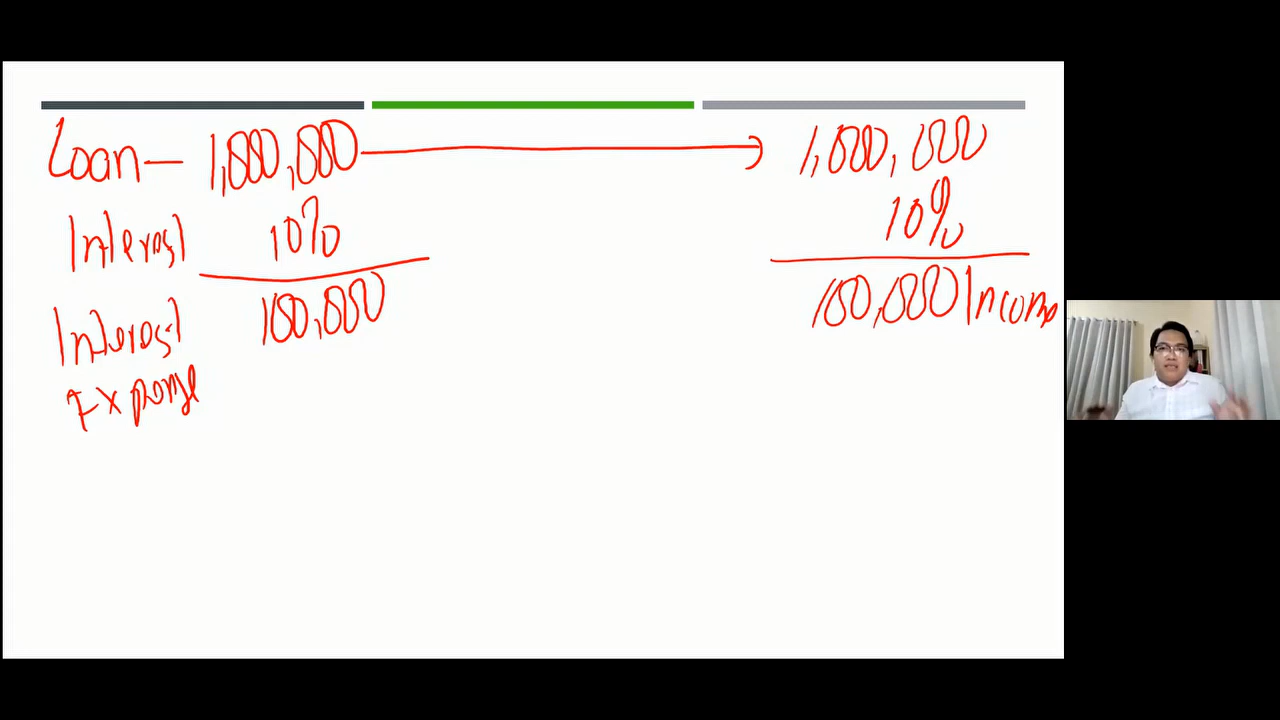 Loan — 1,000,000 → 1,000,000
Interest 10% 10%
Interest 100,000 100,000 Income
Expense